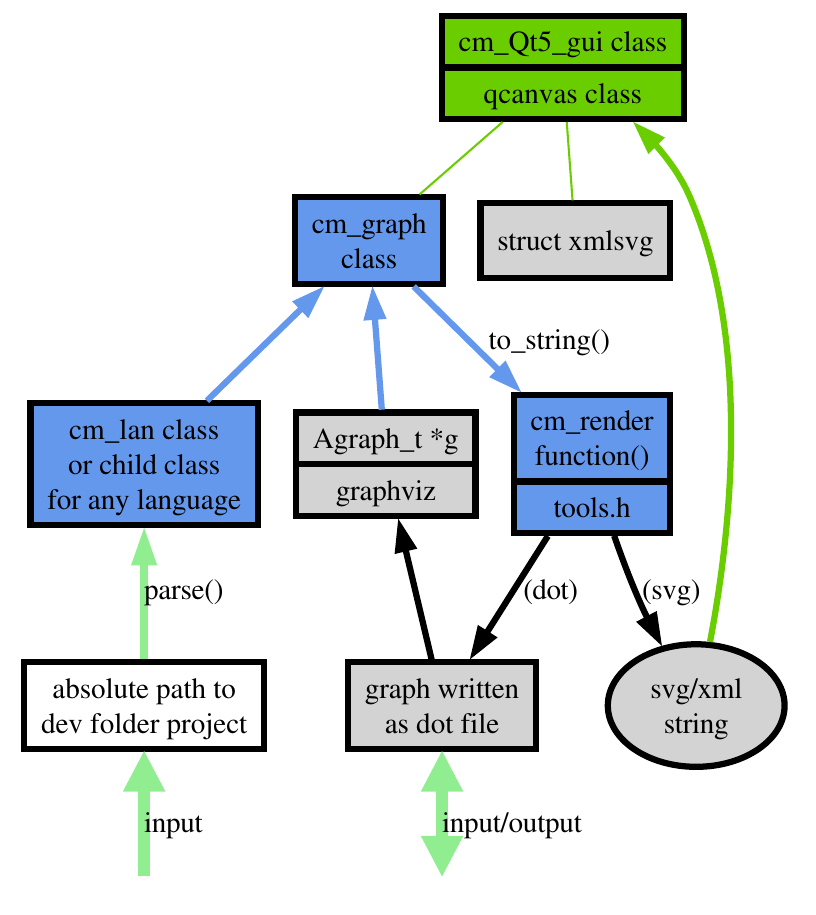 cm_Qt5_gui class
qcanvas class
cm_graph
class
struct xmlsvg
to_string()
cm_lan class
or child class
for any language
Agraph_t *g
graphviz
cm_render
function()
tools.h
parse()
(dot)
(svg)
absolute path to
dev folder project
graph written
as dot file
svg/xml
string
input
input/output